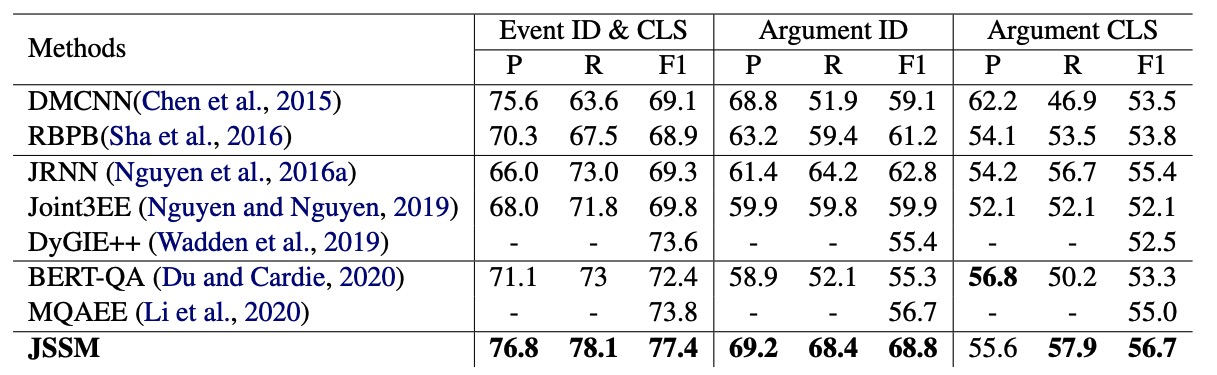 Methods Event ID & CLS Argument ID Argument CLS
P R F1 P R F1 P R F1
DMCNN(Chen et al., 2015) 75.6 63.6 69.1 68.8 51.9 59.1 62.2 46.9 53.5
RBPB(Sha et al., 2016) 70.3 67.5 68.9 63.2 59.4 61.2 54.1 53.5 53.8
JRNN (Nguyen et al., 2016a) 66.0 73.0 69.3 61.4 64.2 62.8 54.2 56.7 55.4
Joint3EE (Nguyen and Nguyen, 2019) 68.0 71.8 69.8 59.9 59.8 59.9 52.1 52.1 52.1
DyGIE++ (Wadden et al., 2019) - - 73.6 - - 55.4 - - 52.5
BERT-QA (Du and Cardie, 2020) 71.1 73 72.4 58.9 52.1 55.3 56.8 50.2 53.3
MQAEE (Li et al., 2020) - - 73.8 - - 56.7 - - 55.0
JSSM 76.8 78.1 77.4 69.2 68.4 68.8 55.6 57.9 56.7